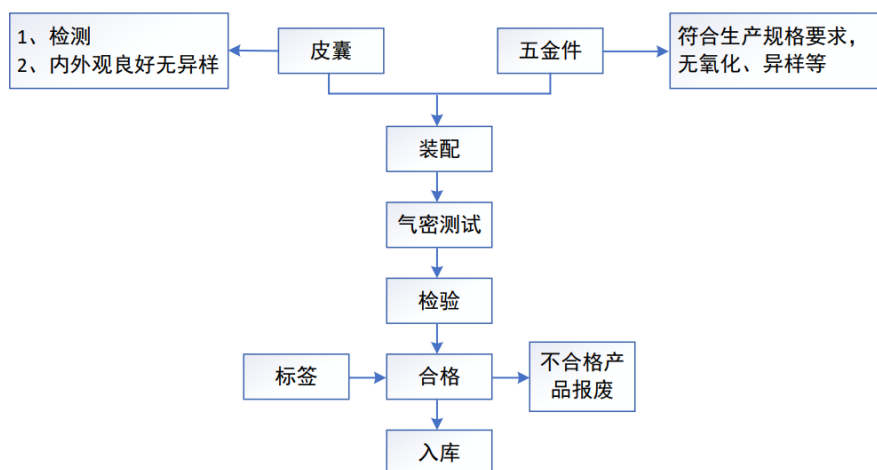 1、检测
2、内外观良好无异样
皮囊
五金件
符合生产规格要求，
无氧化、异样等
装配
气密测试
检验
标签
合格
不合格产
品报废
入库